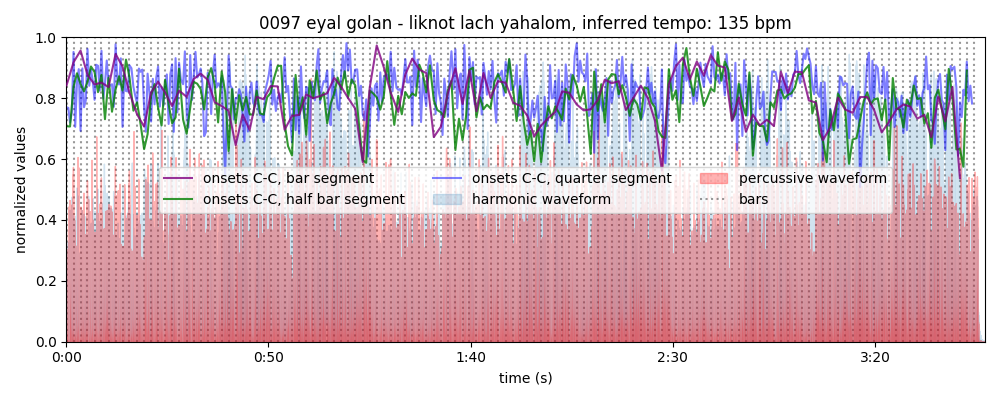 0097 eyal golan - liknot lach yahalom, inferred tempo: 135 bpm
1.0
0.8
0.6
0.4
0.2
0.0
normalized values
onsets C-C, bar segment
onsets C-C, half bar segment
onsets C-C, quarter segment
harmonic waveform
percussive waveform
bars
0:00 0:50 1:40 2:30 3:20
time (s)